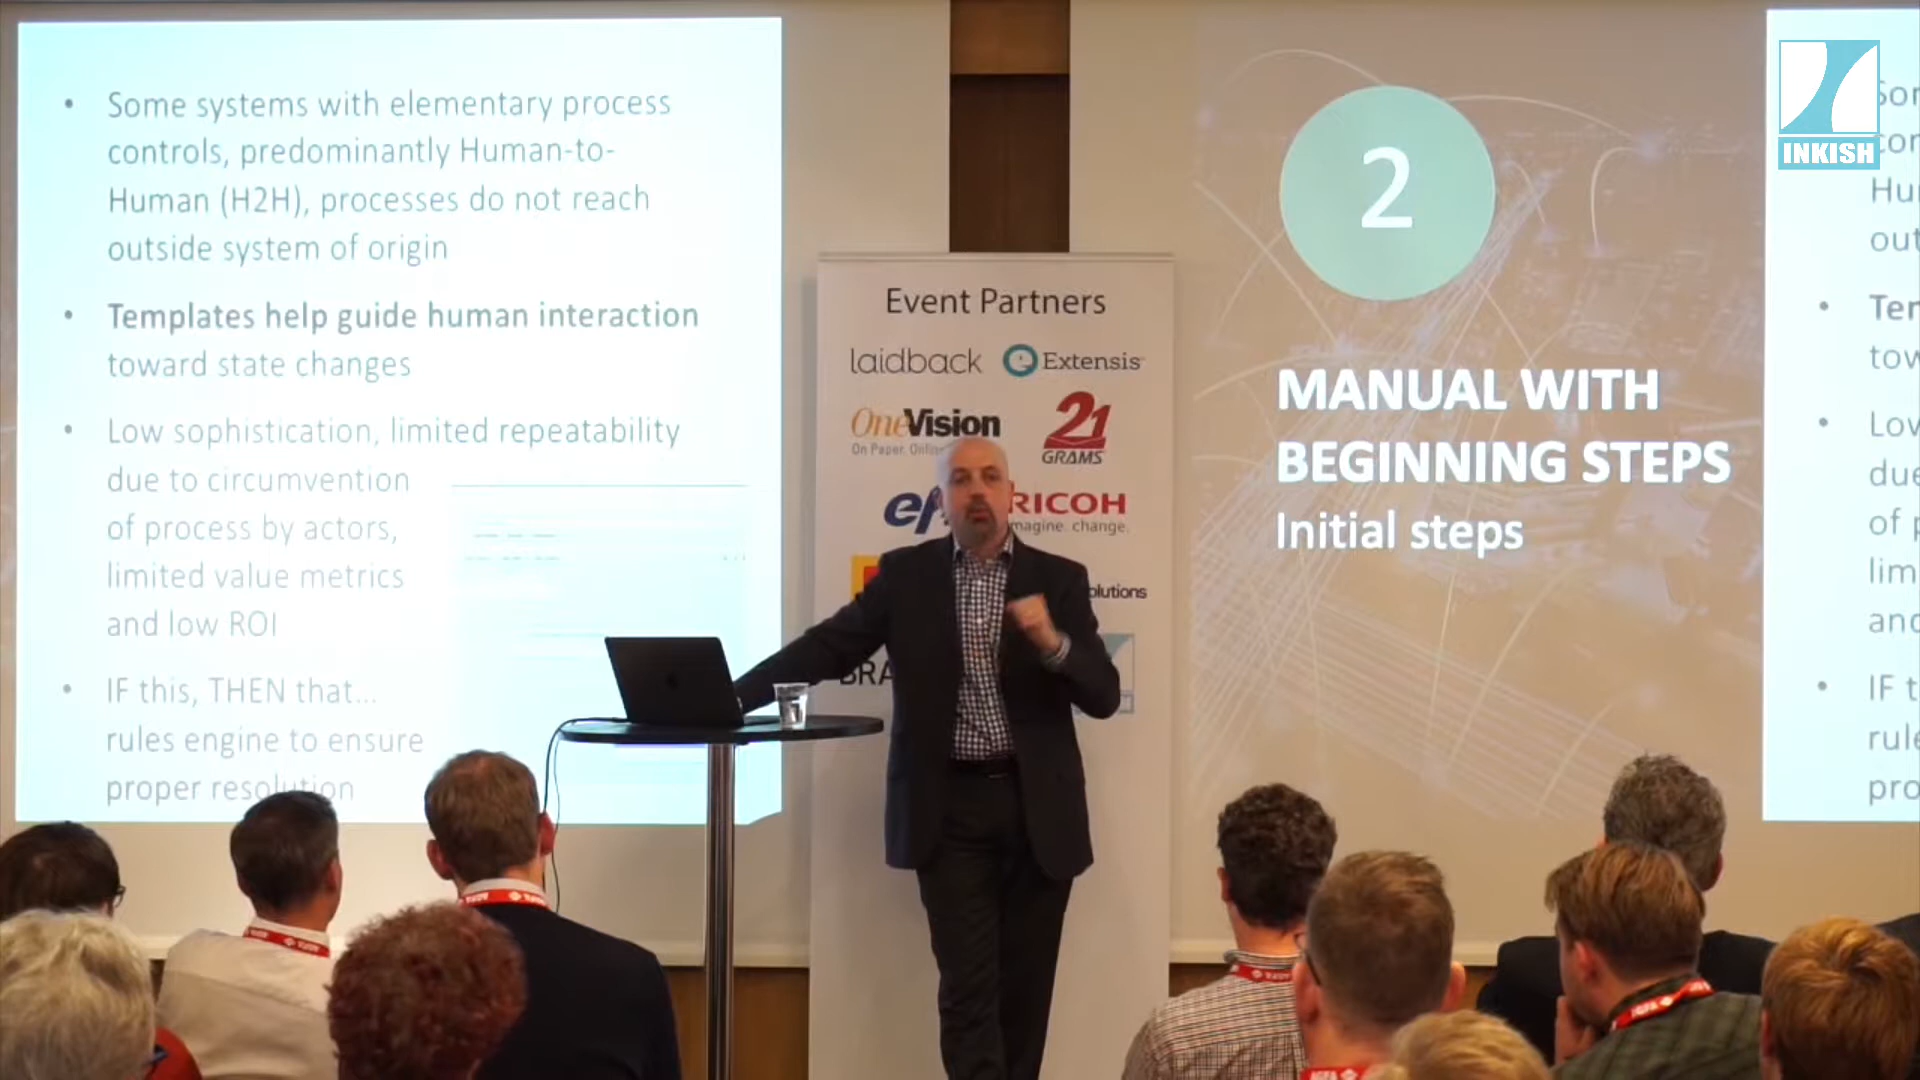 • Some systems with elementary process
controls, predominantly Human-to-
Human (H2H), processes do not reach
outside system of origin
• Templates help guide human interaction
toward state changes
• Low sophistication, limited repeatability
due to circumvention
of process by actors,
limited value metrics
and low ROI
• IF this, THEN that...
rules engine to ensure
proper resolution
Event Partners
laidback
Extensis
OneVision
On Paper.
21
GRAMS
RICOH
imagine. change.
2
MANUAL WITH
BEGINNING STEPS
Initial steps
INKISH
AGFA